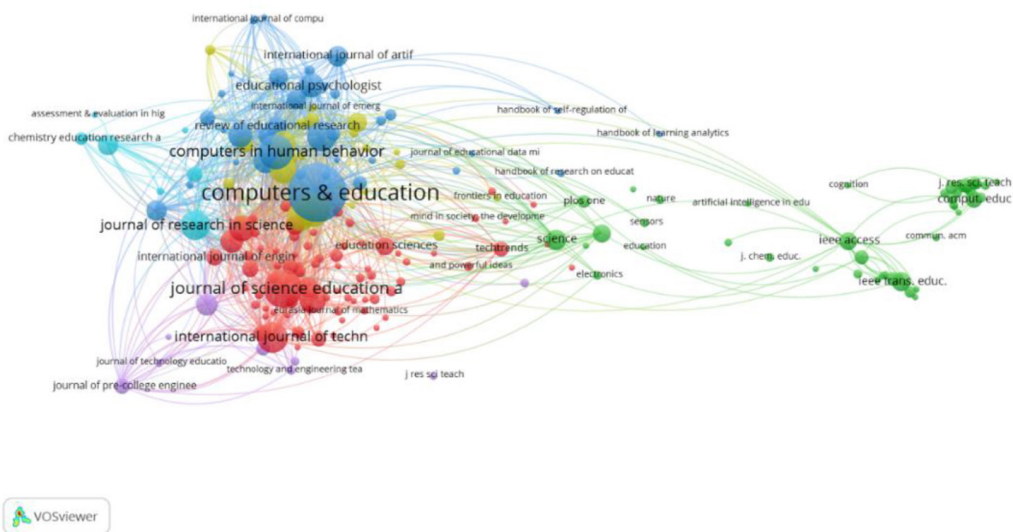 international journal of compu
international journal of artif
educational psychologist
international journal of emerg
assessment & evaluation in hig
handbook of self-regulation of
review of educational research
handbook of learning analytics
chemistry education research a
computers in human behavior
journal of educational data mi
handbook of research on educat
computers & education
frontiers in education
plos one
nature
artificial intelligence in edu
cognition
j. res. sci. teach
comput. educ
mind in society: the developme
sensors
journal of research in science
education sciences
techtrends
science
education
ieee access
commun. acm
international journal of engin
and powerful ideas
electronics
j. chem. educ.
ieee trans. educ.
journal of science education a
eurasia journal of mathematics
international journal of techn
journal of technology educatio
technology and engineering tea
j res sci teach
journal of pre-college enginee
VOSviewer